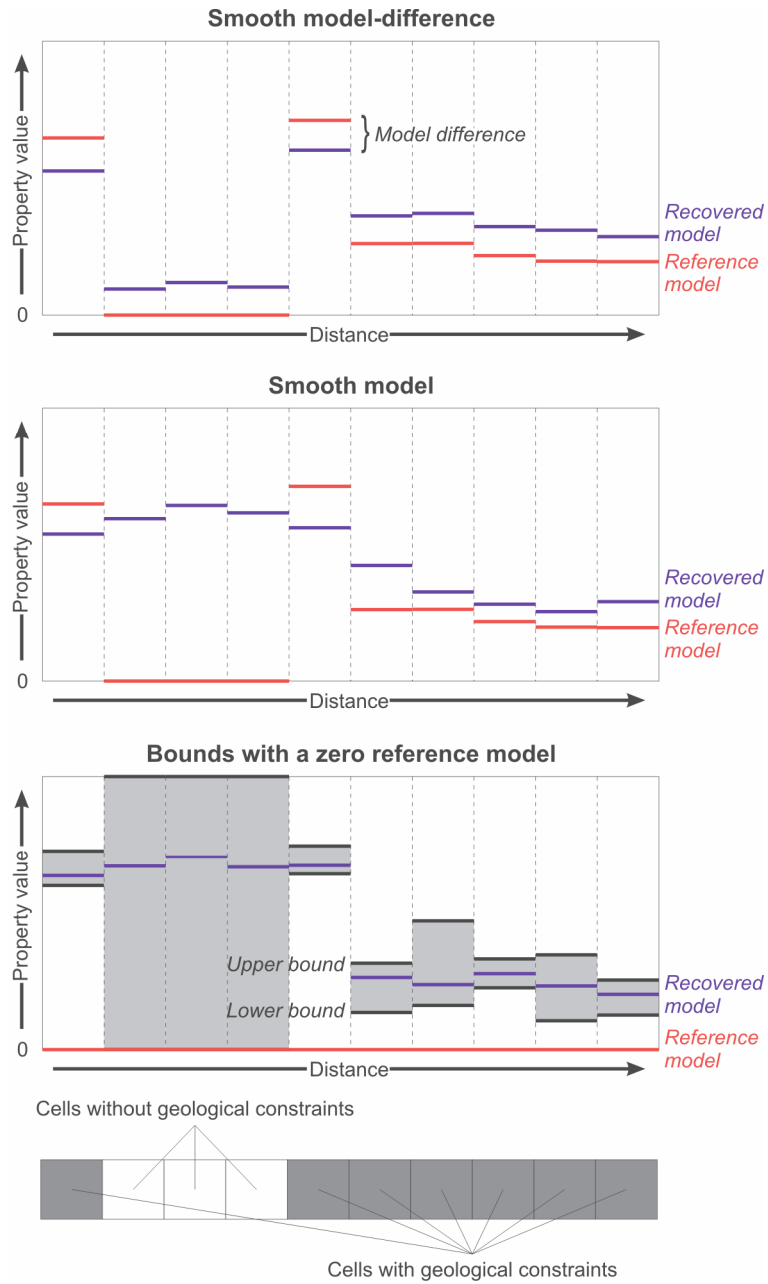 Smooth model-difference
Property value
Model difference
Recovered
model
Reference
model
0
Distance
Smooth model
Property value
Recovered
model
Reference
model
0
Distance
Bounds with a zero reference model
Property value
Upper bound
Lower bound
Recovered
model
Reference
model
0
Distance
Cells without geological constraints
Cells with geological constraints